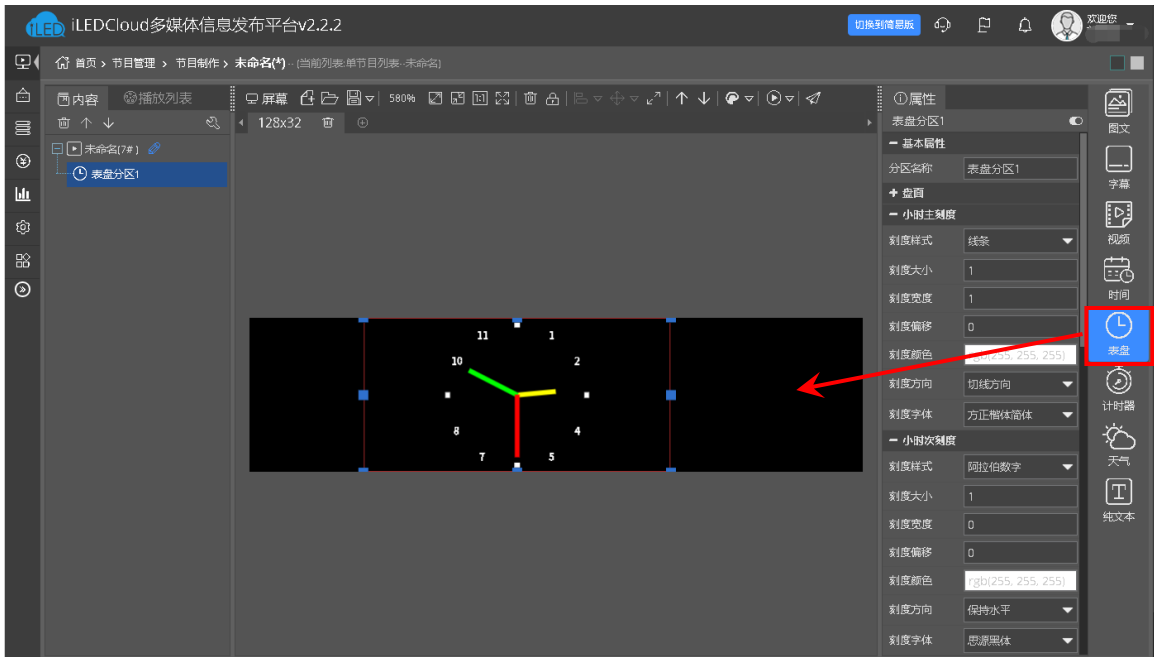 iLED iLEDCloud多媒体信息发布平台v2.2.2
切换到简易版
欢迎您
首页 > 节目管理 > 节目制作 > 未命名(*) -- [当前列表:单节目列表--未命名]
内容 播放列表
屏幕 580% 1:1
128x32
未命名(7#)
表盘分区1
11 1
10 2
8 4
7 5
属性
表盘分区1
基本属性
分区名称 表盘分区1
盘面
小时主刻度
刻度样式 线条
刻度大小 1
刻度宽度 1
刻度偏移 0
刻度颜色 rgb(255, 255, 255)
刻度方向 切线方向
刻度字体 方正楷体简体
小时次刻度
刻度样式 阿拉伯数字
刻度大小 1
刻度宽度 0
刻度偏移 0
刻度颜色 rgb(255, 255, 255)
刻度方向 保持水平
刻度字体 思源黑体
图文
字幕
视频
时间
表盘
计时器
天气
T
纯文本